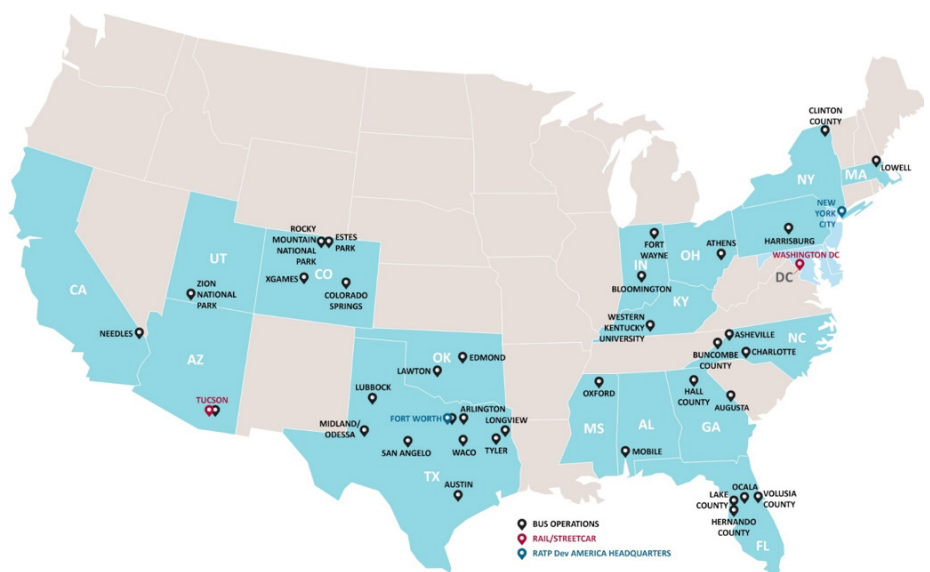 CLINTON
COUNTY
LOWELL
MA
NY
NEW
YORK
CITY
HARRISBURG
WASHINGTON DC
DC
ROCKY
MOUNTAIN
NATIONAL
PARK
ESTES
PARK
CO
XGAMES
COLORADO
SPRINGS
UT
ZION
NATIONAL
PARK
CA
NEEDLES
AZ
TUCSON
FORT
WAYNE
IN
BLOOMINGTON
OH
ATHENS
KY
WESTERN
KENTUCKY
UNIVERSITY
ASHEVILLE
NC
BUNCOMBE
COUNTY
CHARLOTTE
OK
EDMOND
LAWTON
LUBBOCK
FORT WORTH
ARLINGTON
LONGVIEW
MIDLAND/
ODESSA
SAN ANGELO
WACO
TYLER
TX
AUSTIN
OXFORD
MS
AL
MOBILE
HALL
COUNTY
AUGUSTA
GA
LAKE
COUNTY
OCALA
VOLUSIA
COUNTY
HERNANDO
COUNTY
FL
BUS OPERATIONS
RAIL/STREETCAR
RATP Dev AMERICA HEADQUARTERS